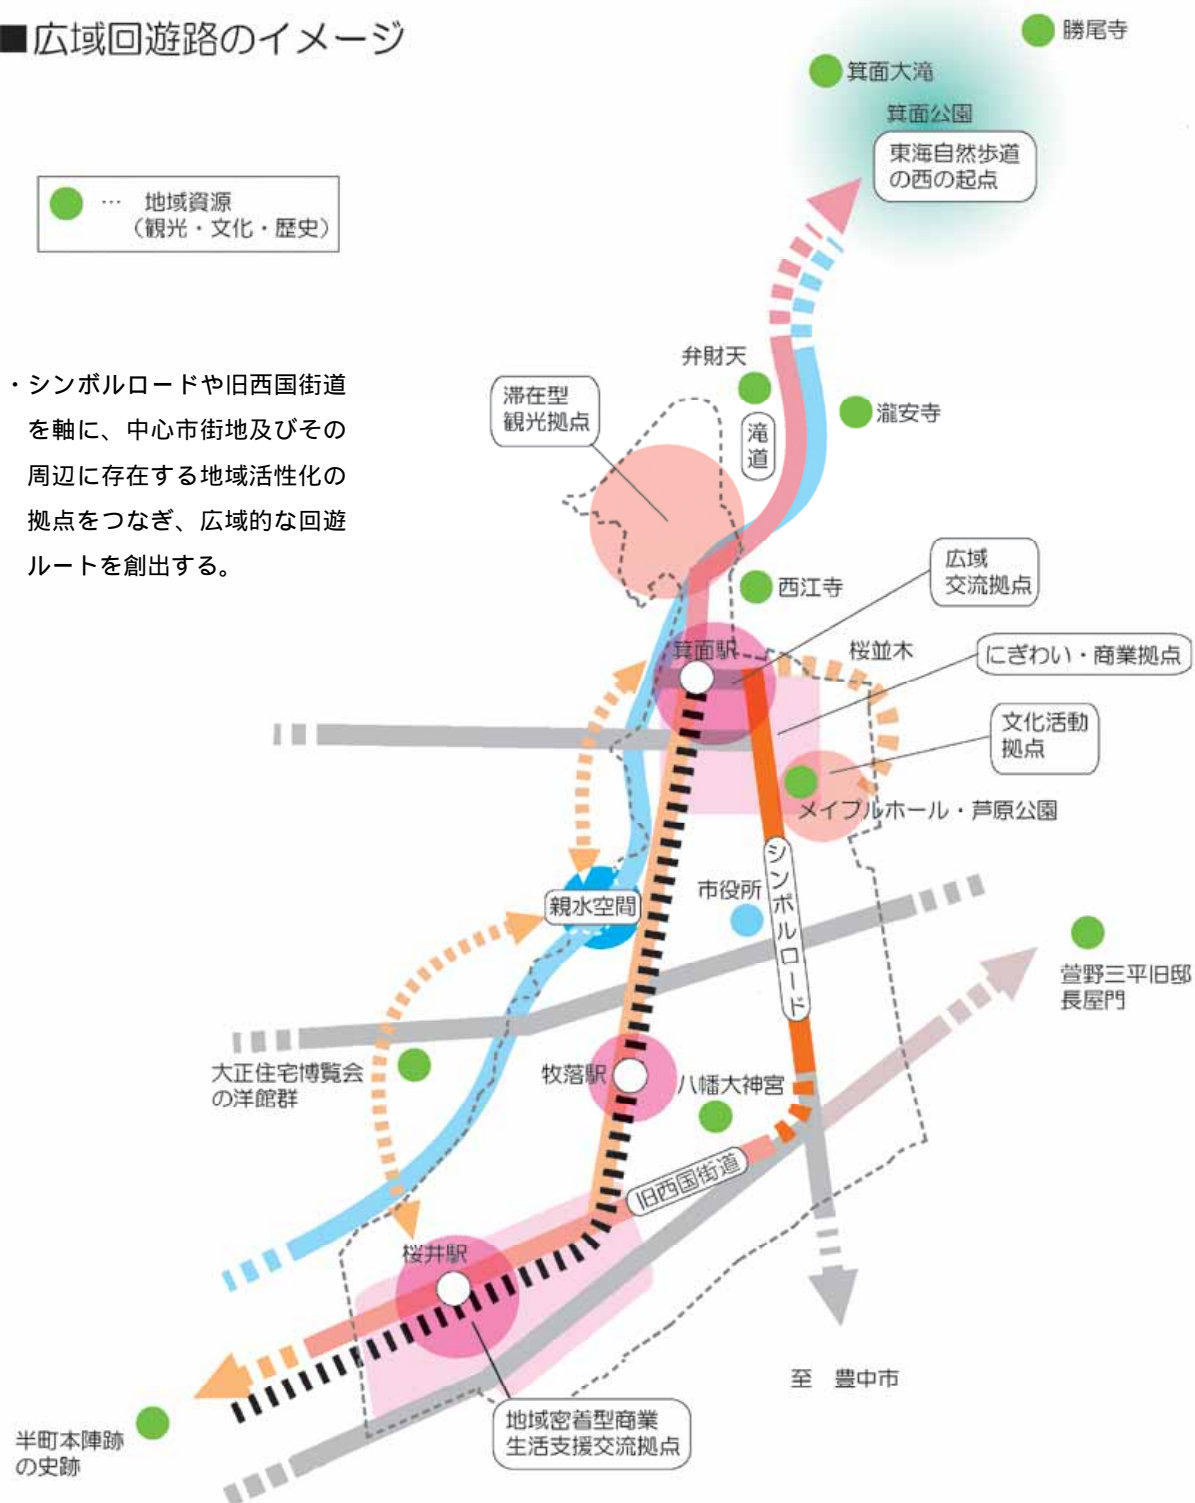 ■広域回遊路のイメージ
勝尾寺
箕面大滝
箕面公園
東海自然歩道
の西の起点
… 地域資源
（観光・文化・歴史）
・シンボルロードや旧西国街道
を軸に、中心市街地及びその
周辺に存在する地域活性化の
拠点をつなぎ、広域的な回遊
ルートを創出する。
弁財天
滞在型
観光拠点
瀧安寺
滝道
広域
交流拠点
西江寺
箕面駅
桜並木
にぎわい・商業拠点
文化活動
拠点
メイプルホール・芦原公園
シンボルロード
市役所
親水空間
萱野三平旧邸
長屋門
大正住宅博覧会
の洋館群
牧落駅
八幡大神宮
旧西国街道
桜井駅
至　豊中市
地域密着型商業
生活支援交流拠点
半町本陣跡
の史跡